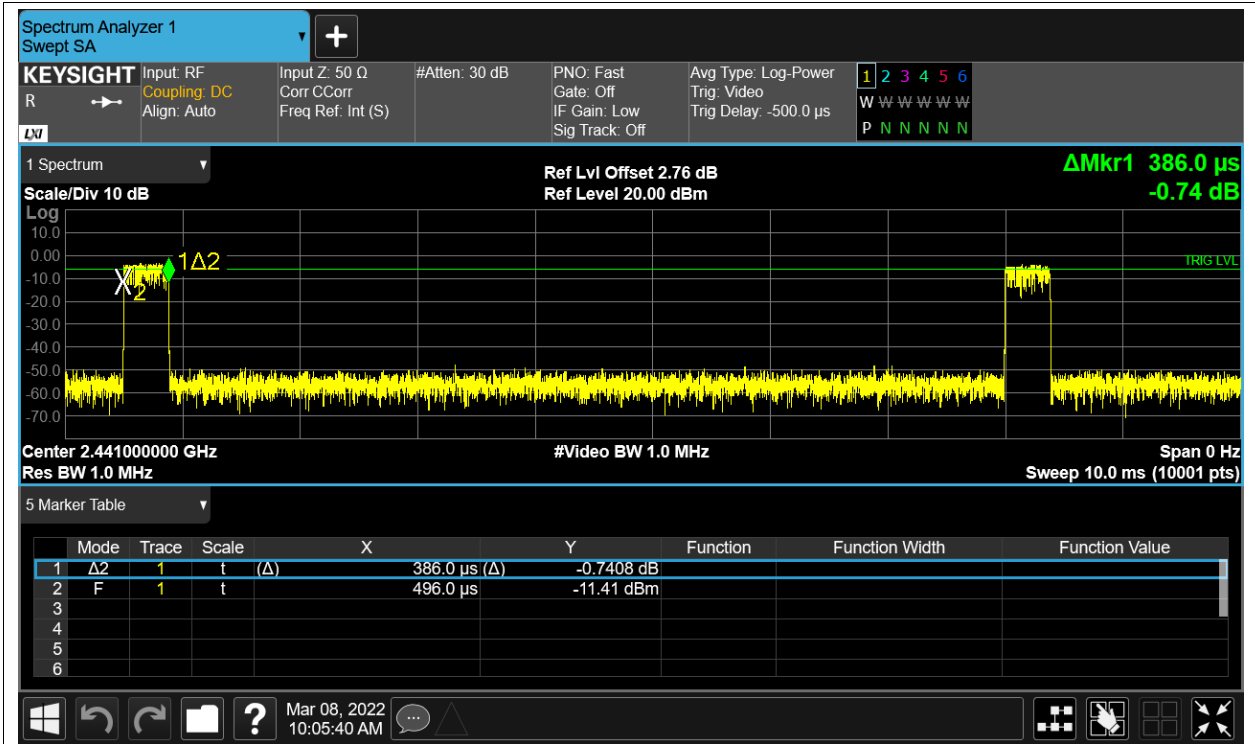 Spectrum Analyzer 1
Swept SA
KEYSIGHT Input: RF Input Z: 50 Ω #Atten: 30 dB PNO: Fast Avg Type: Log-Power 1 2 3 4 5 6
R Coupling: DC Corr CCorr Gate: Off Trig: Video W W W W W W
Align: Auto Freq Ref: Int (S) IF Gain: Low Trig Delay: -500.0 µs
LXI Sig Track: Off P N N N N N
1 Spectrum Ref Lvl Offset 2.76 dB ΔMkr1 386.0 µs
Scale/Div 10 dB Ref Level 20.00 dBm -0.74 dB
Log
10.0
0.00 1Δ2 TRIG LVL
-10.0 2
-20.0
-30.0
-40.0
-50.0
-60.0
-70.0
Center 2.441000000 GHz #Video BW 1.0 MHz Span 0 Hz
Res BW 1.0 MHz Sweep 10.0 ms (10001 pts)
5 Marker Table
Mode Trace Scale X Y Function Function Width Function Value
1 Δ2 1 t (Δ) 386.0 µs (Δ) -0.7408 dB
2 F 1 t 496.0 µs -11.41 dBm
3
4
5
6
? Mar 08, 2022
10:05:40 AM